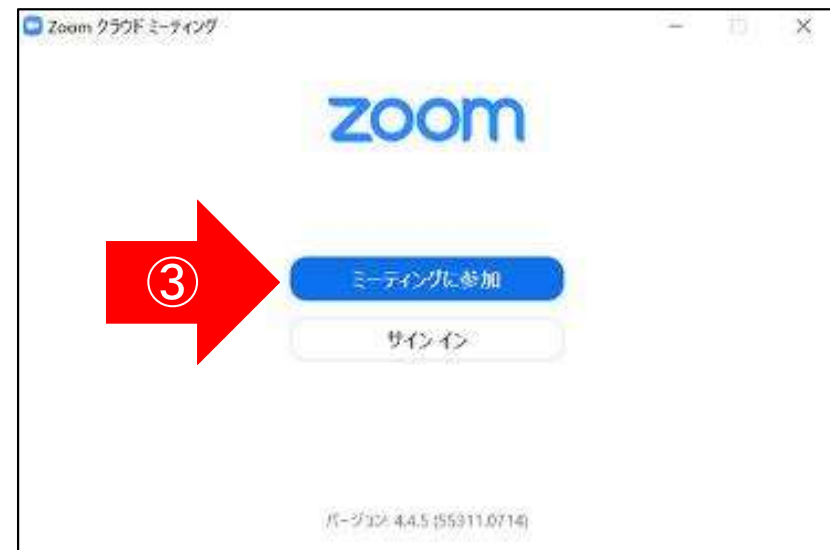 Zoom クラウド ミーティング
zoom
③
ミーティングに参加
サイン イン
バージョン: 4.4.5 (55311.0714)